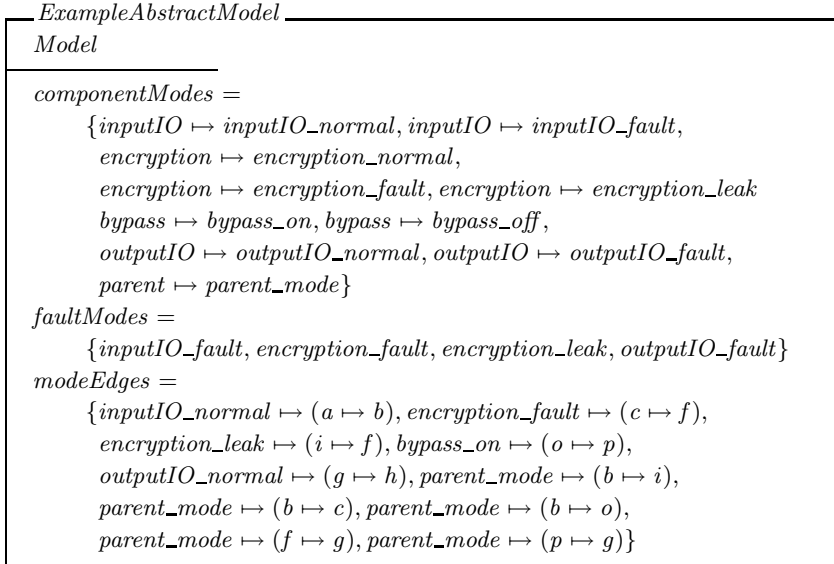 ExampleAbstractModel
Model
componentModes =
{inputIO ↦ inputIO_normal, inputIO ↦ inputIO_fault,
encryption ↦ encryption_normal,
encryption ↦ encryption_fault, encryption ↦ encryption_leak
bypass ↦ bypass_on, bypass ↦ bypass_off,
outputIO ↦ outputIO_normal, outputIO ↦ outputIO_fault,
parent ↦ parent_mode}
faultModes =
{inputIO_fault, encryption_fault, encryption_leak, outputIO_fault}
modeEdges =
{inputIO_normal ↦ (a ↦ b), encryption_fault ↦ (c ↦ f),
encryption_leak ↦ (i ↦ f), bypass_on ↦ (o ↦ p),
outputIO_normal ↦ (g ↦ h), parent_mode ↦ (b ↦ i),
parent_mode ↦ (b ↦ c), parent_mode ↦ (b ↦ o),
parent_mode ↦ (f ↦ g), parent_mode ↦ (p ↦ g)}